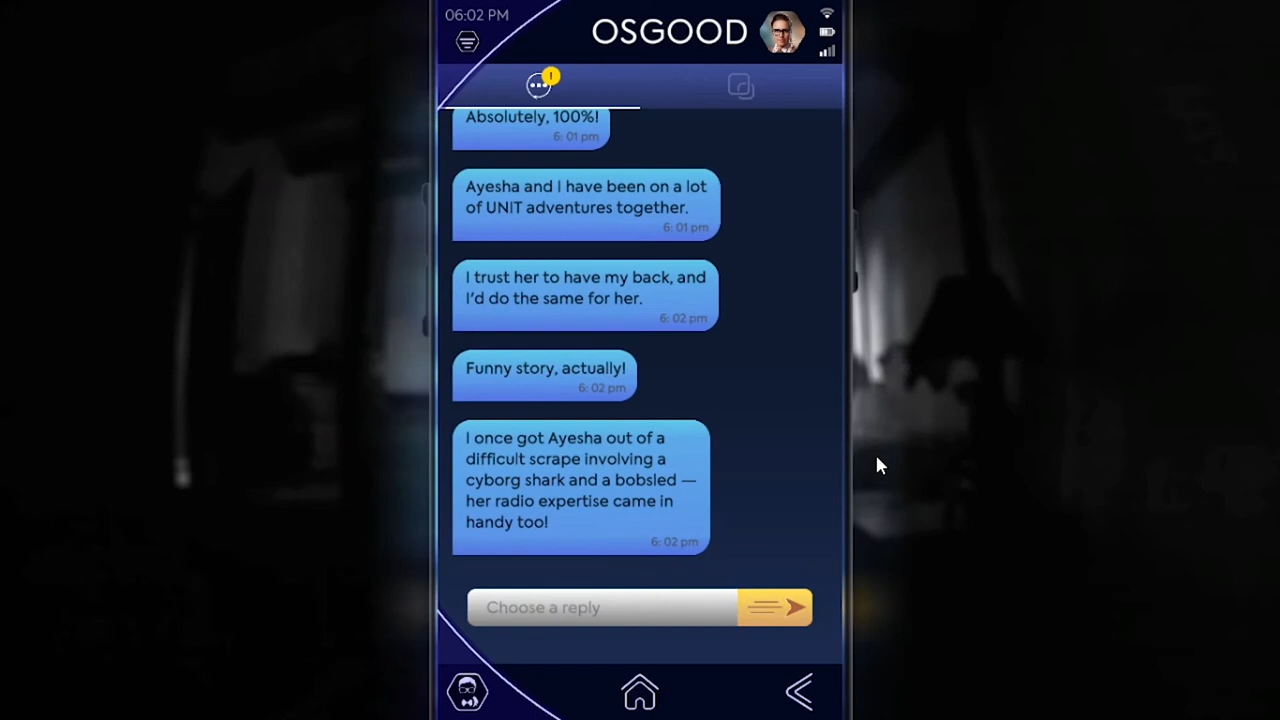 06:02 PM
OSGOOD
!
Absolutely, 100%!
6: 01 pm
Ayesha and I have been on a lot
of UNIT adventures together.
6: 01 pm
I trust her to have my back, and
I'd do the same for her.
6: 02 pm
Funny story, actually!
6: 02 pm
I once got Ayesha out of a
difficult scrape involving a
cyborg shark and a bobsled —
her radio expertise came in
handy too!
6: 02 pm
Choose a reply